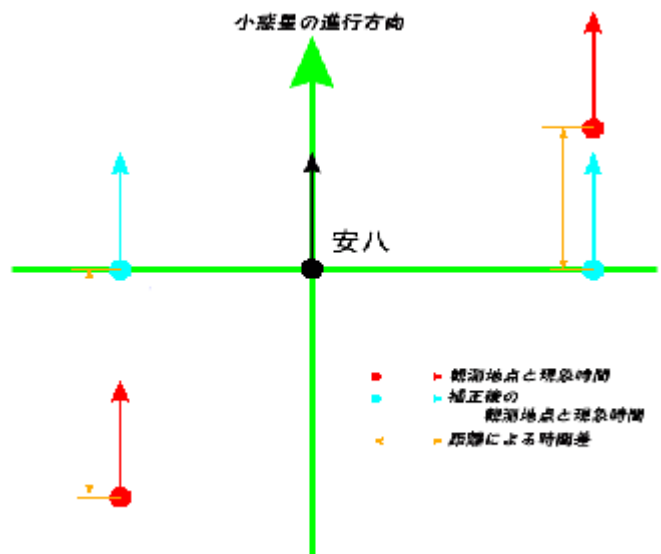 小惑星の進行方向
安八
観測地点と現象時間
補正後の
観測地点と現象時間
距離による時間差